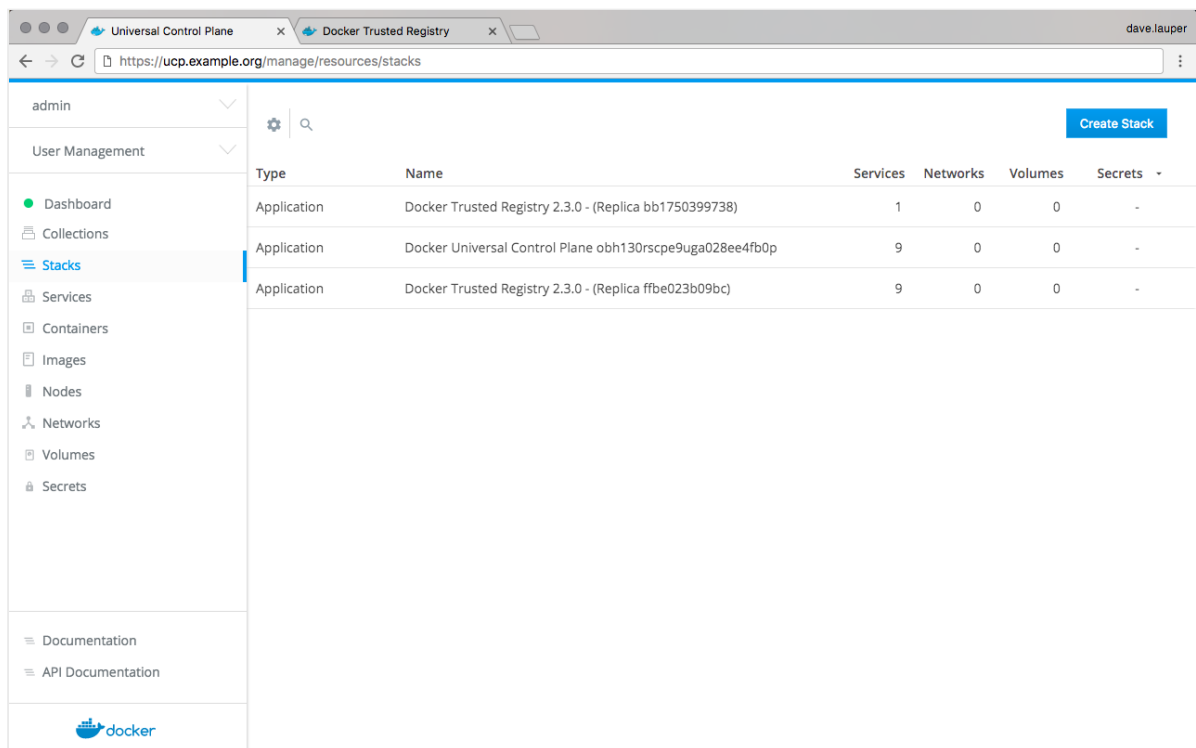 Universal Control Plane
Docker Trusted Registry
dave.lauper
https://ucp.example.org/manage/resources/stacks
admin
User Management
Dashboard
Collections
Stacks
Services
Containers
Images
Nodes
Networks
Volumes
Secrets
Documentation
API Documentation
docker
Create Stack
Type Name Services Networks Volumes Secrets
Application Docker Trusted Registry 2.3.0 - (Replica bb1750399738) 1 0 0 -
Application Docker Universal Control Plane obh130rscpe9uga028ee4fb0p 9 0 0 -
Application Docker Trusted Registry 2.3.0 - (Replica ffbe023b09bc) 9 0 0 -